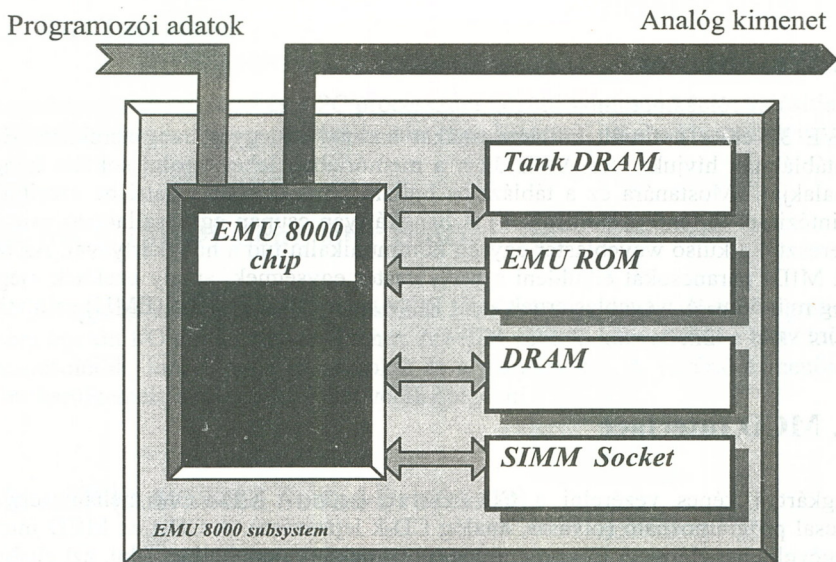 Programozói adatok
Analóg kimenet
EMU 8000
chip
Tank DRAM
EMU ROM
DRAM
SIMM Socket
EMU 8000 subsystem